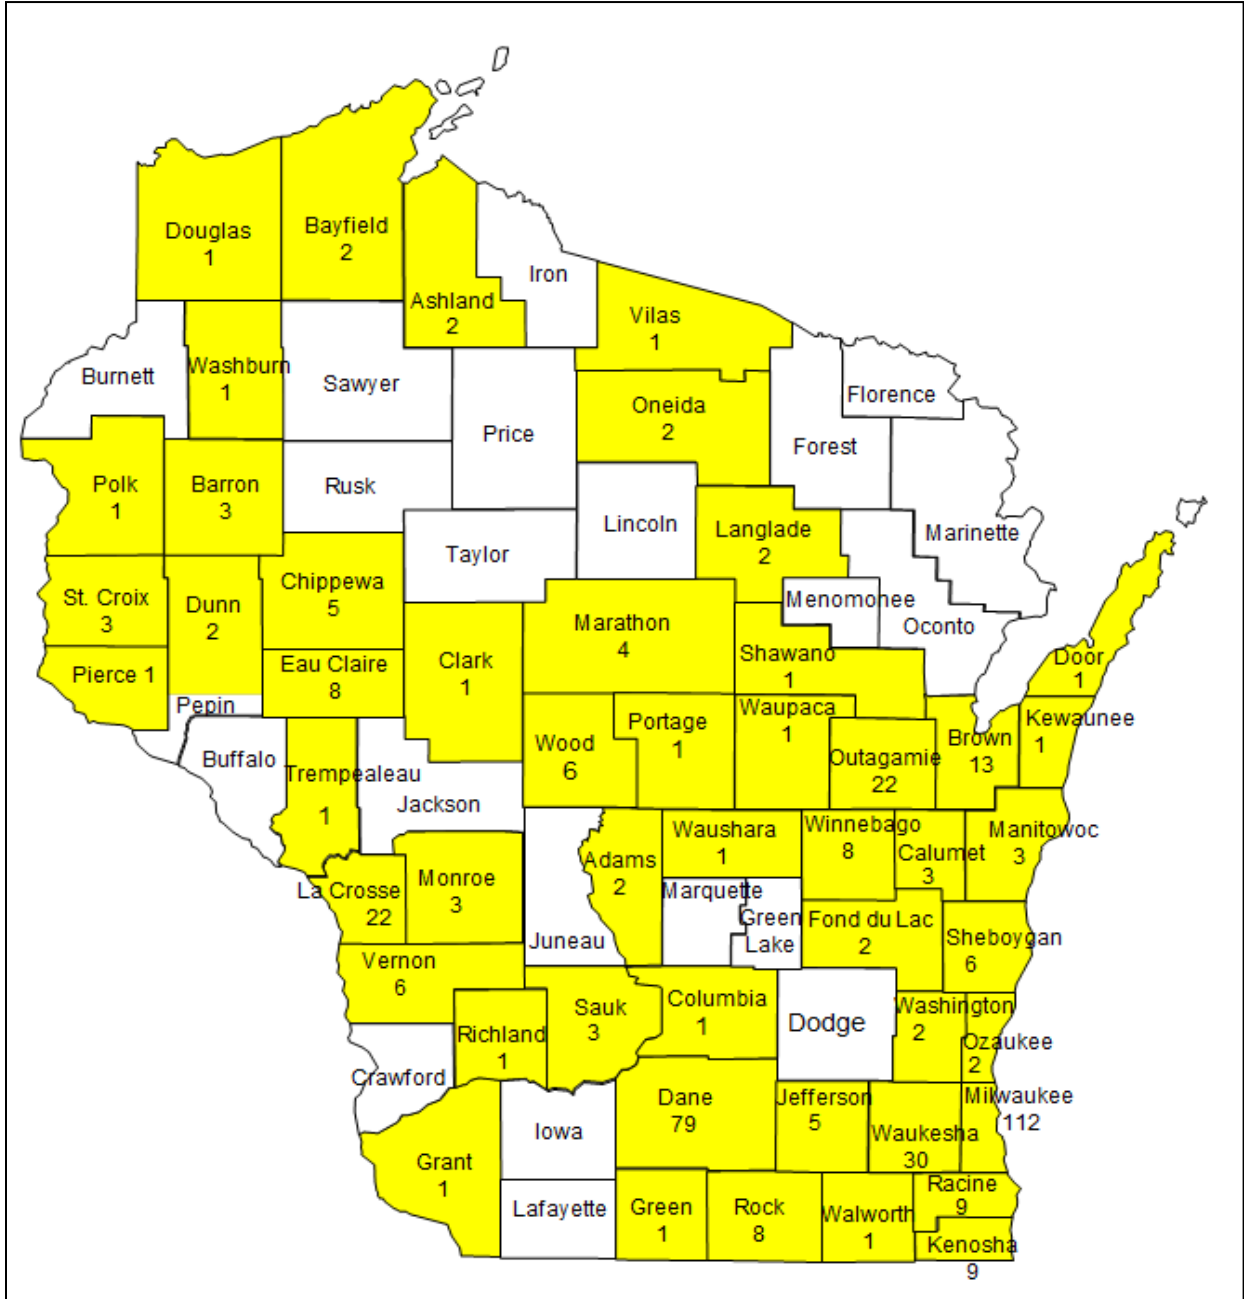 Douglas
1
Bayfield
2
Ashland
2
Iron
Vilas
1
Burnett
Washburn
1
Sawyer
Price
Oneida
2
Florence
Forest
Polk
1
Barron
3
Rusk
Lincoln
Langlade
2
Marinette
Taylor
St. Croix
3
Dunn
2
Chippewa
5
Menomonee
Oconto
Marathon
4
Pierce 1
Eau Claire
8
Clark
1
Shawano
1
Door
1
Pepin
Buffalo
Trempealeau
1
Jackson
Wood
6
Portage
1
Waupaca
1
Outagamie
22
Brown
13
Kewaunee
1
La Crosse
22
Monroe
3
Juneau
Adams
2
Waushara
1
Winnebago
8
Calumet
3
Manitowoc
3
Marquette
Green
Lake
Fond du Lac
2
Sheboygan
6
Vernon
6
Richland
1
Sauk
3
Columbia
1
Dodge
Washington
2
Ozaukee
2
Crawford
Iowa
Dane
79
Jefferson
5
Waukesha
30
Milwaukee
112
Grant
1
Lafayette
Green
1
Rock
8
Walworth
1
Racine
9
Kenosha
9